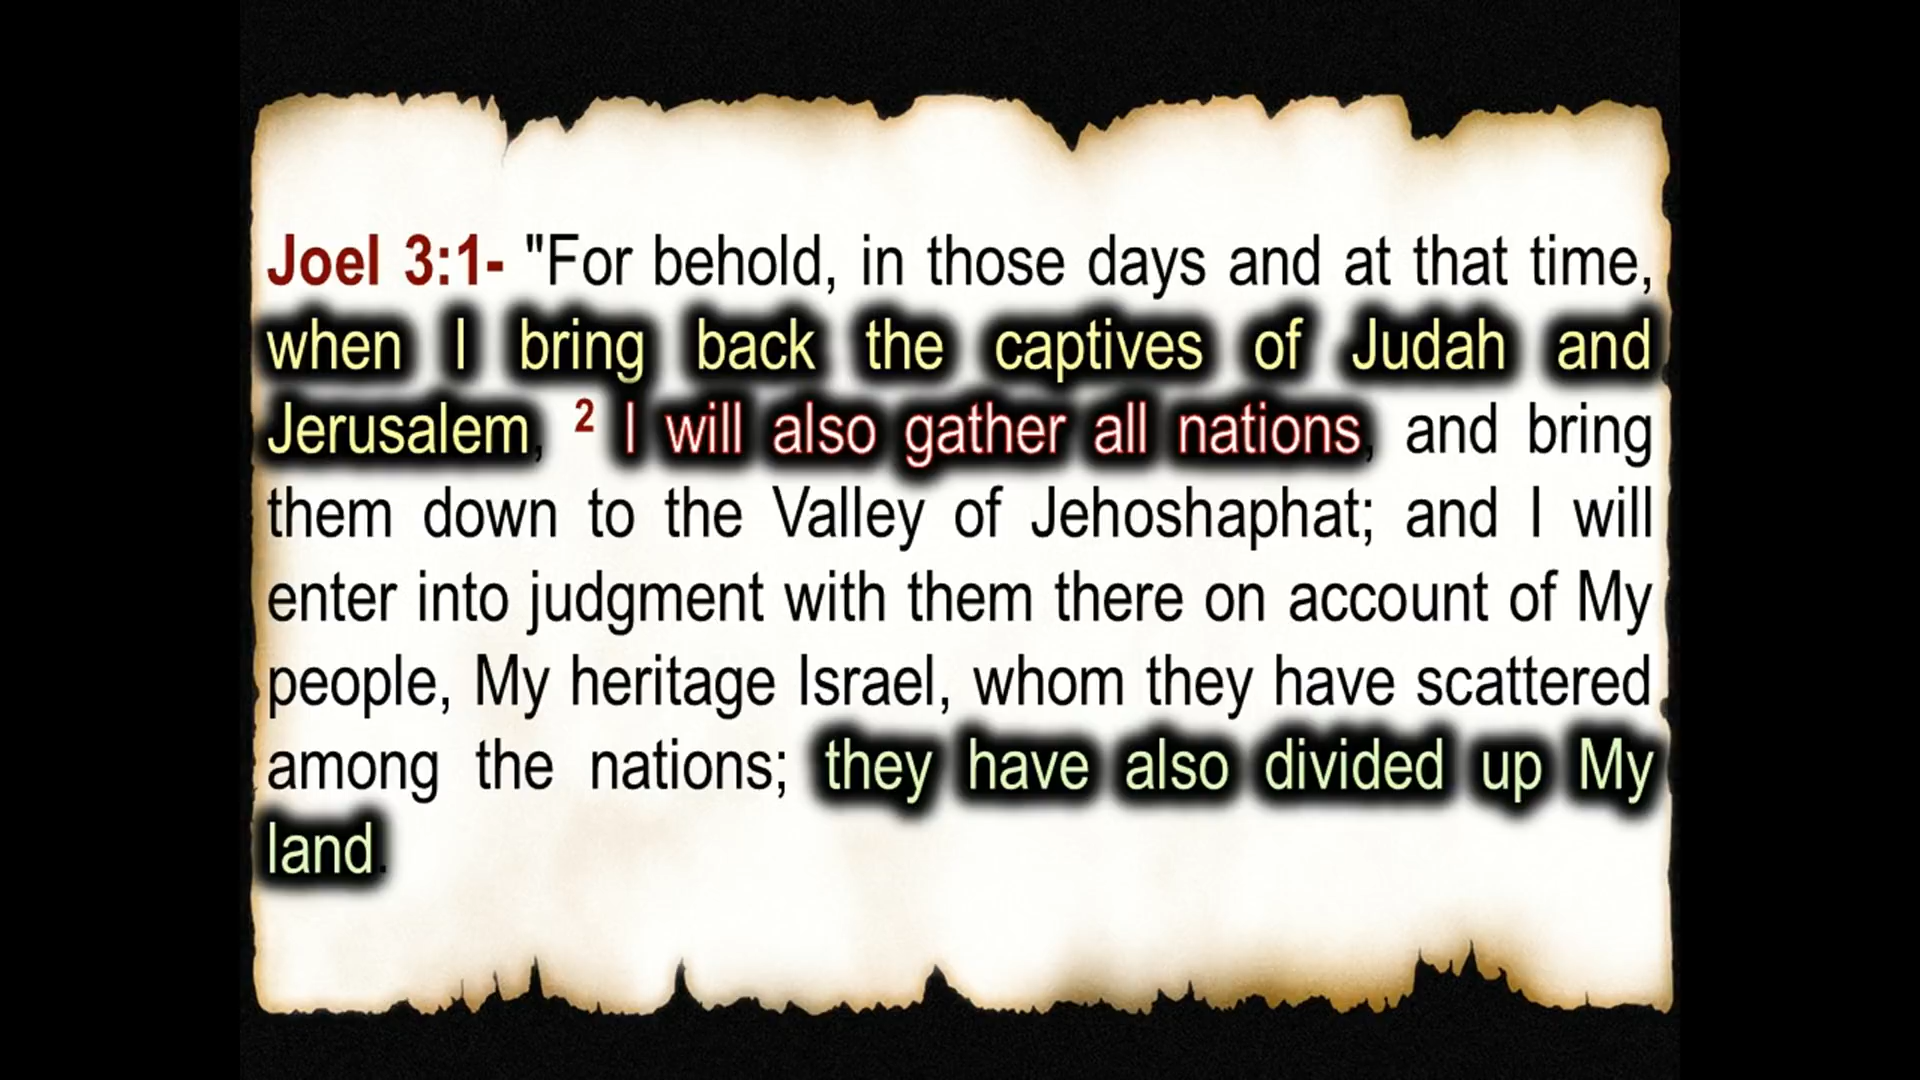 Joel 3:1- "For behold, in those days and at that time,
when I bring back the captives of Judah and
Jerusalem, 2 I will also gather all nations, and bring
them down to the Valley of Jehoshaphat; and I will
enter into judgment with them there on account of My
people, My heritage Israel, whom they have scattered
among the nations; they have also divided up My
land.